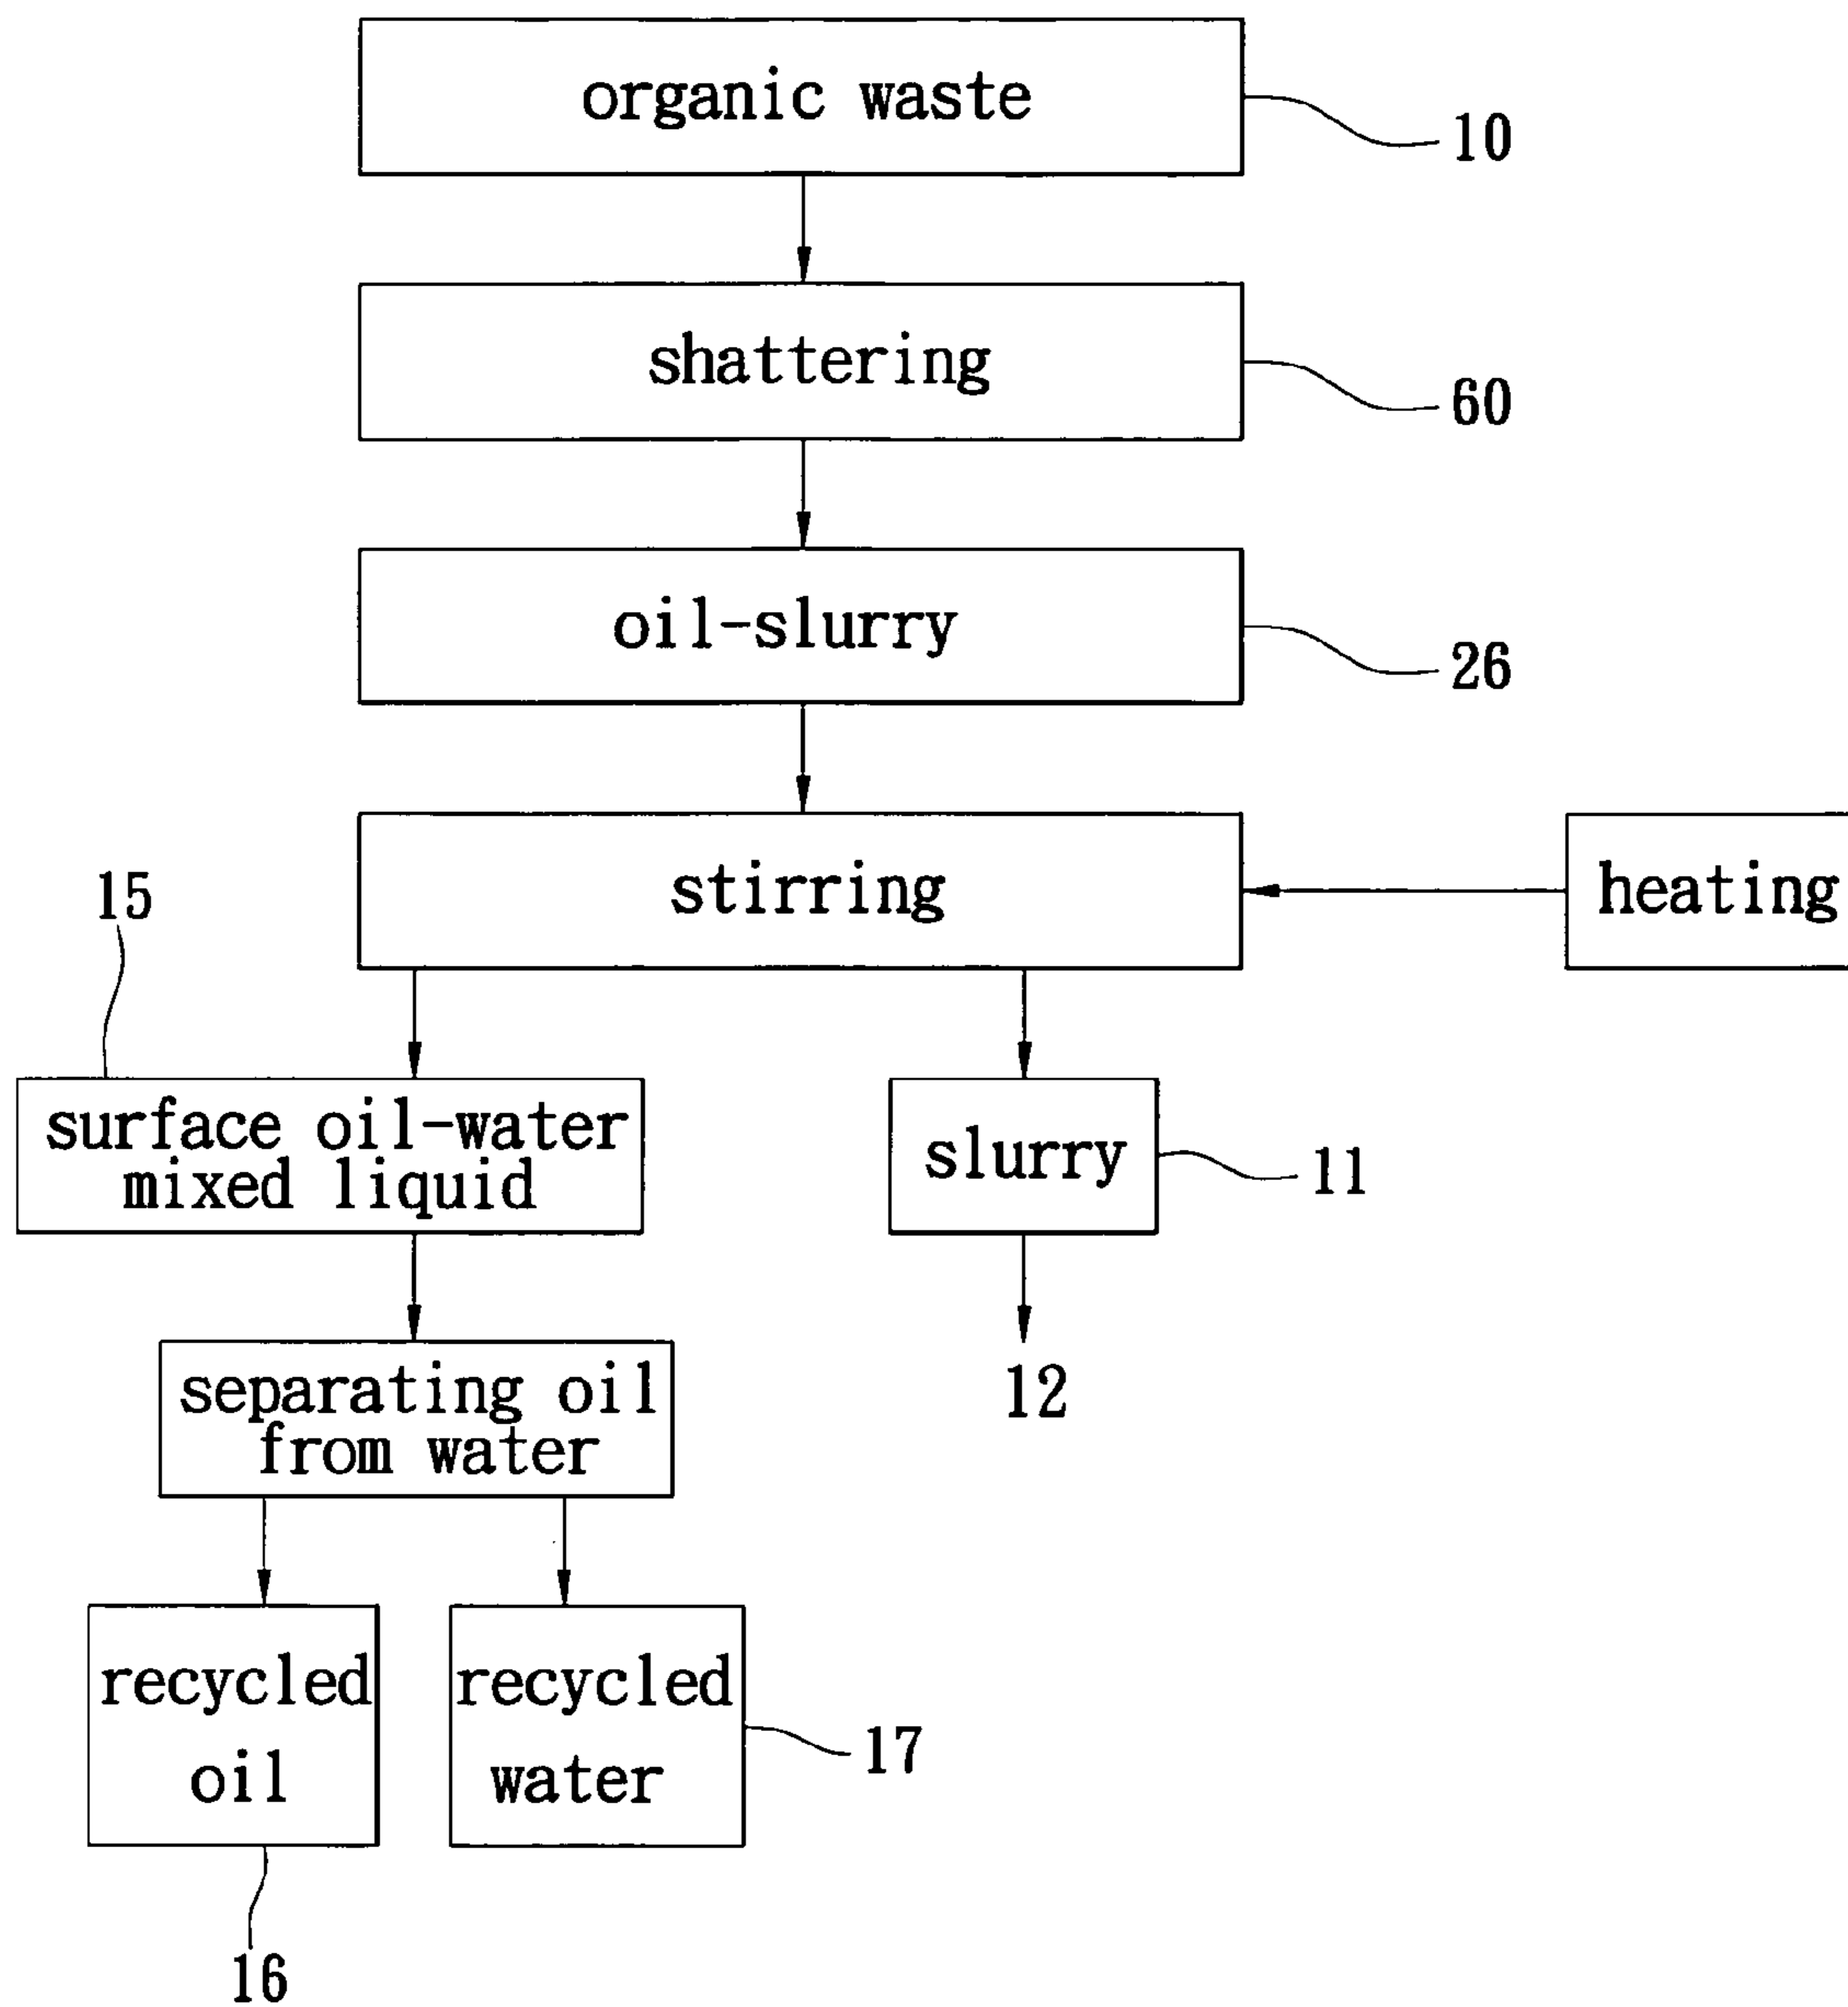 organic waste
10
shattering
60
oil-slurry
26
stirring
heating
15
surface oil-water
mixed liquid
slurry
11
separating oil
from water
12
recycled
oil
recycled
water
17
16